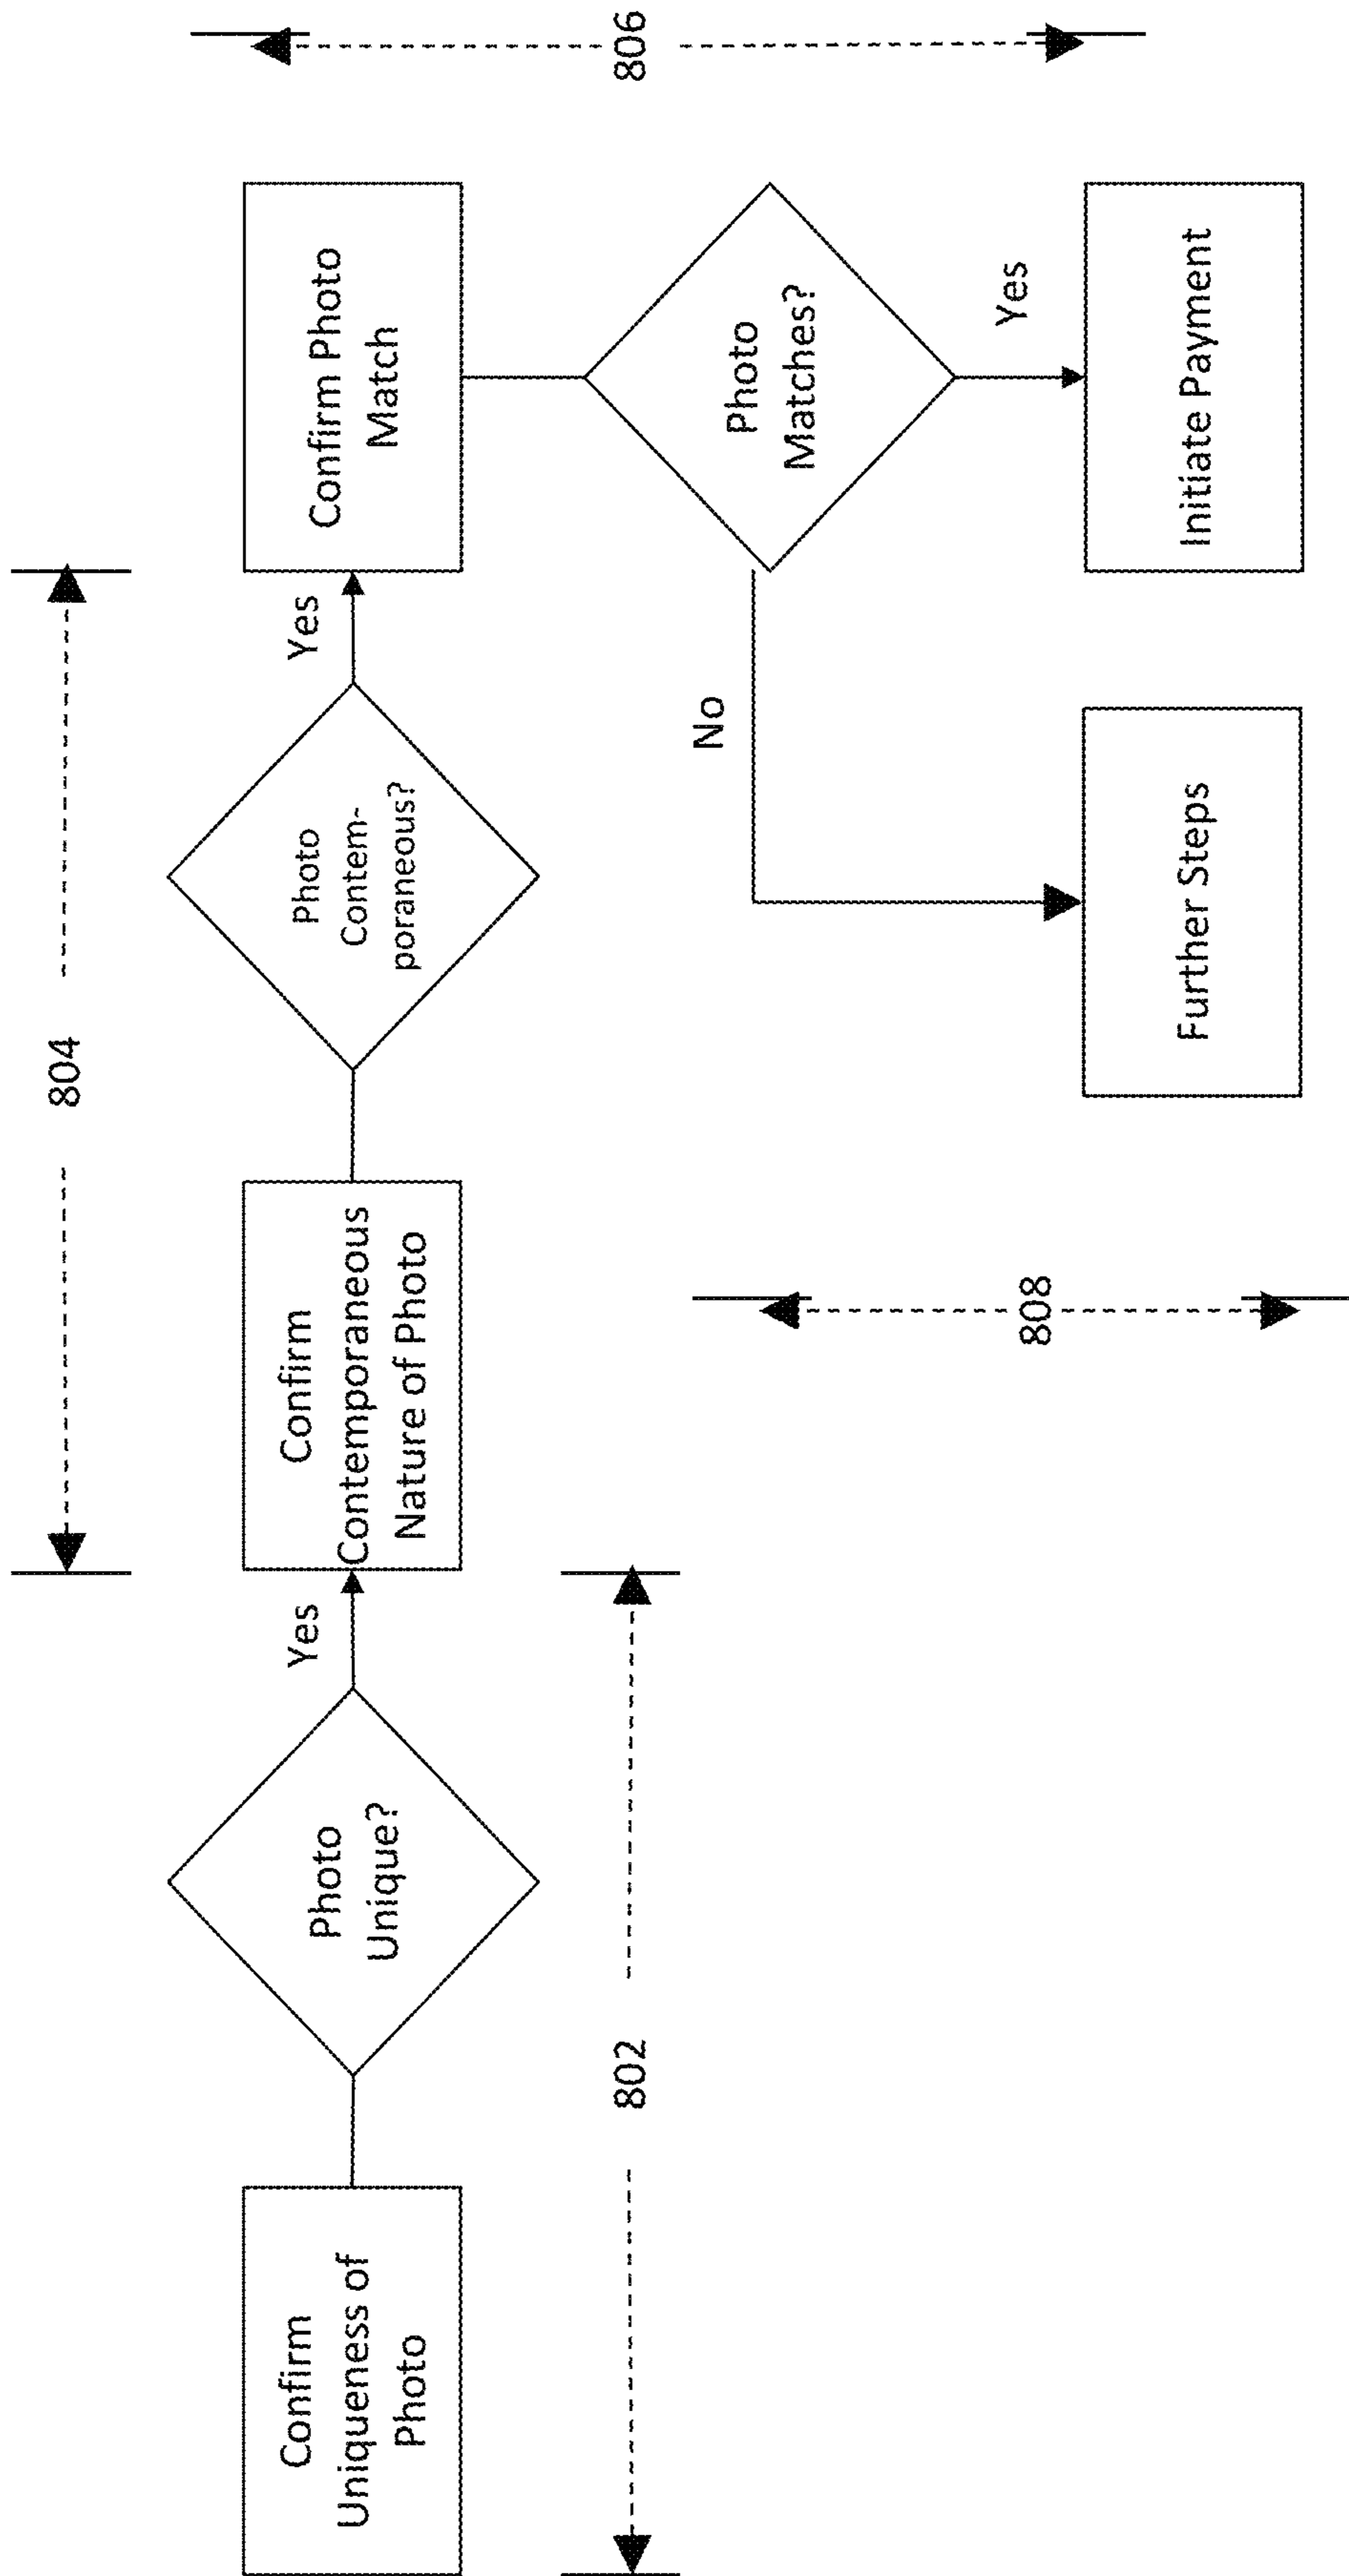 804
Confirm
Uniqueness of
Photo
Photo
Unique?
Yes
Confirm
Contemporaneous
Nature of Photo
Photo
Contem-
poraneous?
Yes
Confirm Photo
Match
802
808
No
Photo
Matches?
Yes
Further Steps
Initiate Payment
806